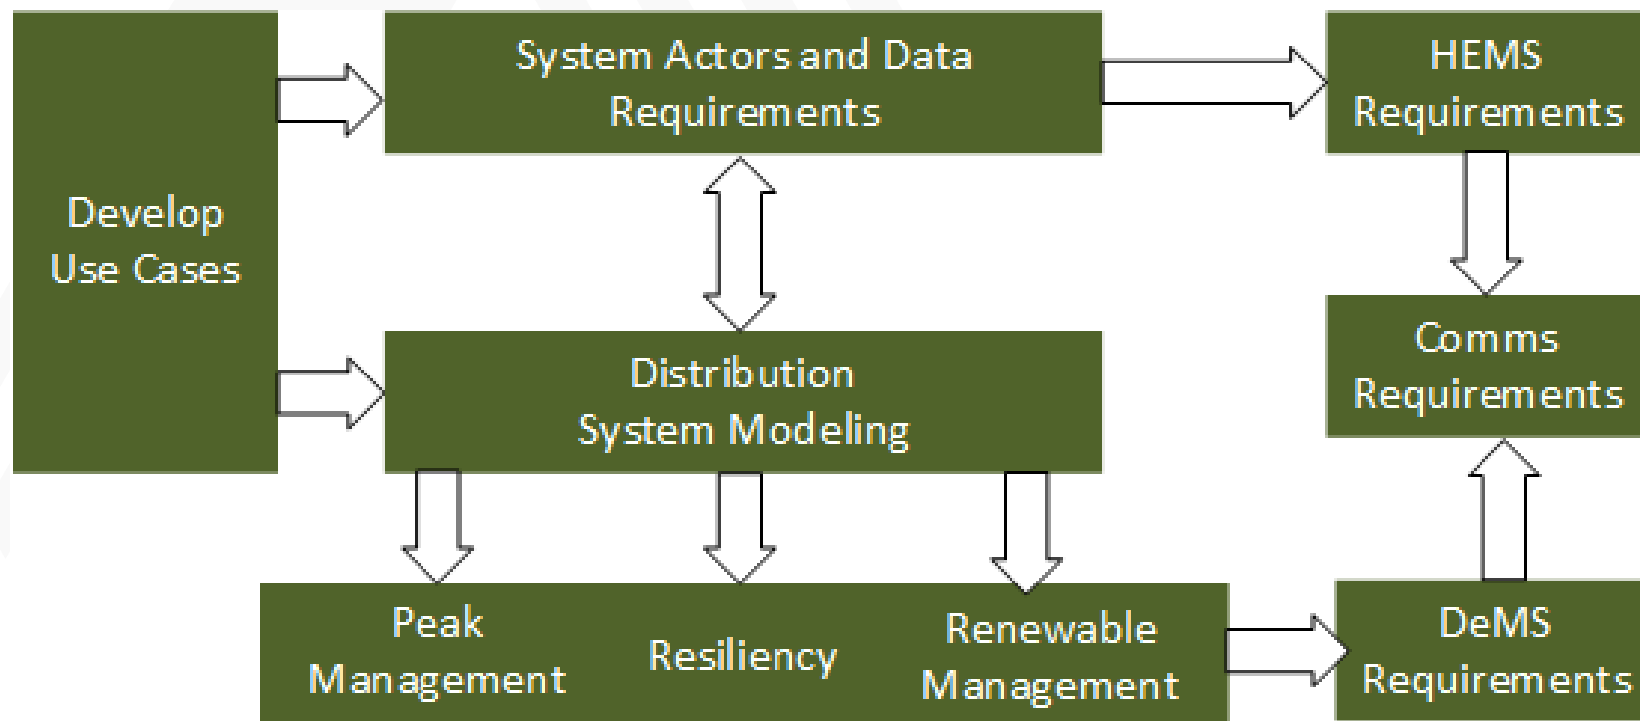 Develop
Use Cases
System Actors and Data
Requirements
HEMS
Requirements
Distribution
System Modeling
Comms
Requirements
Peak
Management
Resiliency
Renewable
Management
DeMS
Requirements